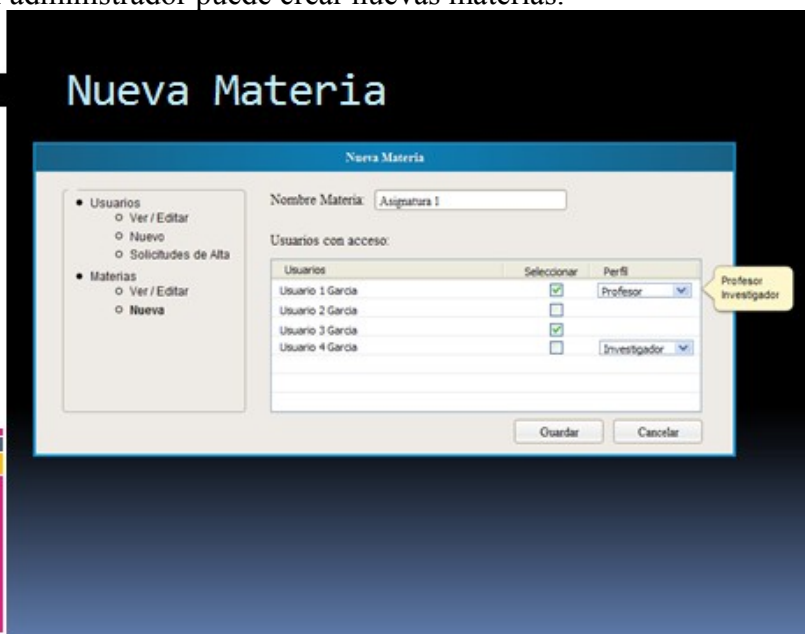 administrador puede crear nuevas materias.
Nueva Materia
Nueva Materia
Usuarios
Ver / Editar
Nuevo
Solicitudes de Alta
Materias
Ver / Editar
Nueva
Nombre Materia: Asignatura 1
Usuarios con acceso:
Usuarios Seleccionar Perfil
Usuario 1 Garcia Profesor
Usuario 2 Garcia
Usuario 3 Garcia
Usuario 4 Garcia Investigador
Profesor
Investigador
Guardar Cancelar